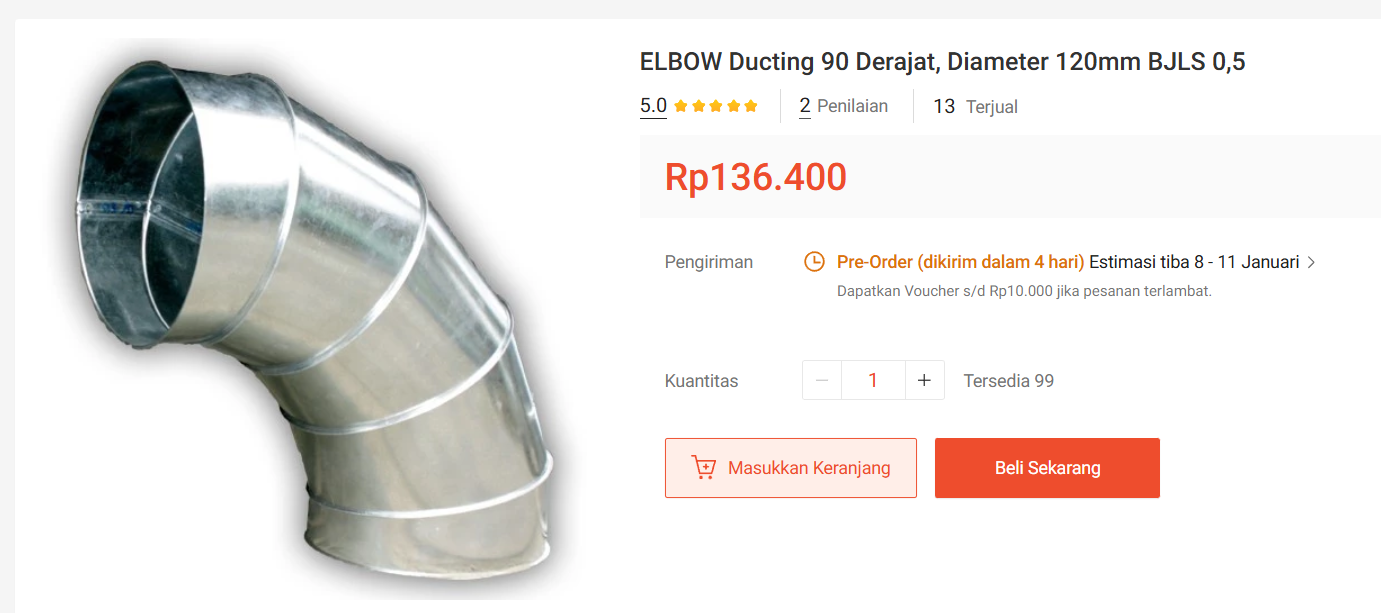 ELBOW Ducting 90 Derajat, Diameter 120mm BJLS 0,5
5.0 2 Penilaian 13 Terjual
Rp136.400
Pengiriman Pre-Order (dikirim dalam 4 hari) Estimasi tiba 8 - 11 Januari
Dapatkan Voucher s/d Rp10.000 jika pesanan terlambat.
Kuantitas − 1 + Tersedia 99
Masukkan Keranjang Beli Sekarang